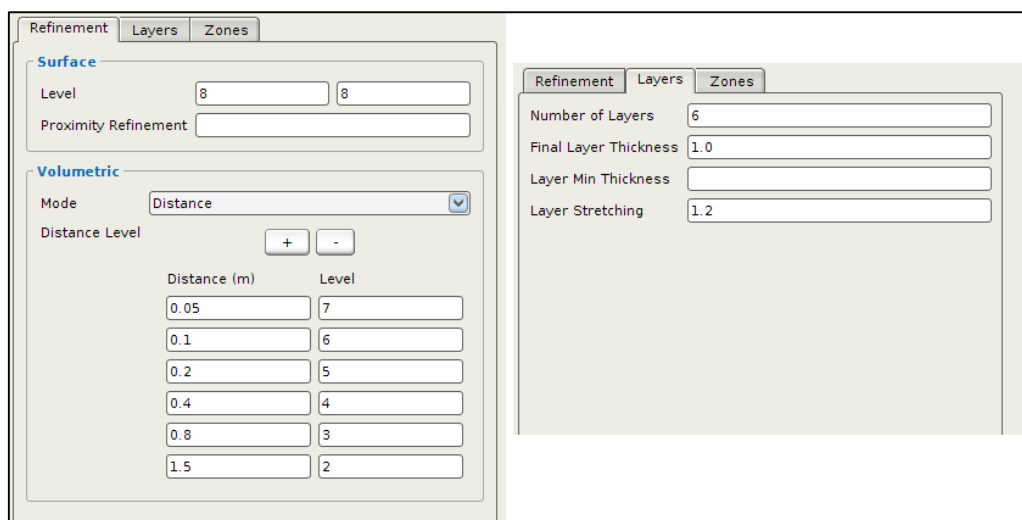 Refinement Layers Zones
Surface
Level 8 8
Proximity Refinement
Volumetric
Mode Distance
Distance Level + -
Distance (m) Level
0.05 7
0.1 6
0.2 5
0.4 4
0.8 3
1.5 2
Refinement Layers Zones
Number of Layers 6
Final Layer Thickness 1.0
Layer Min Thickness
Layer Stretching 1.2